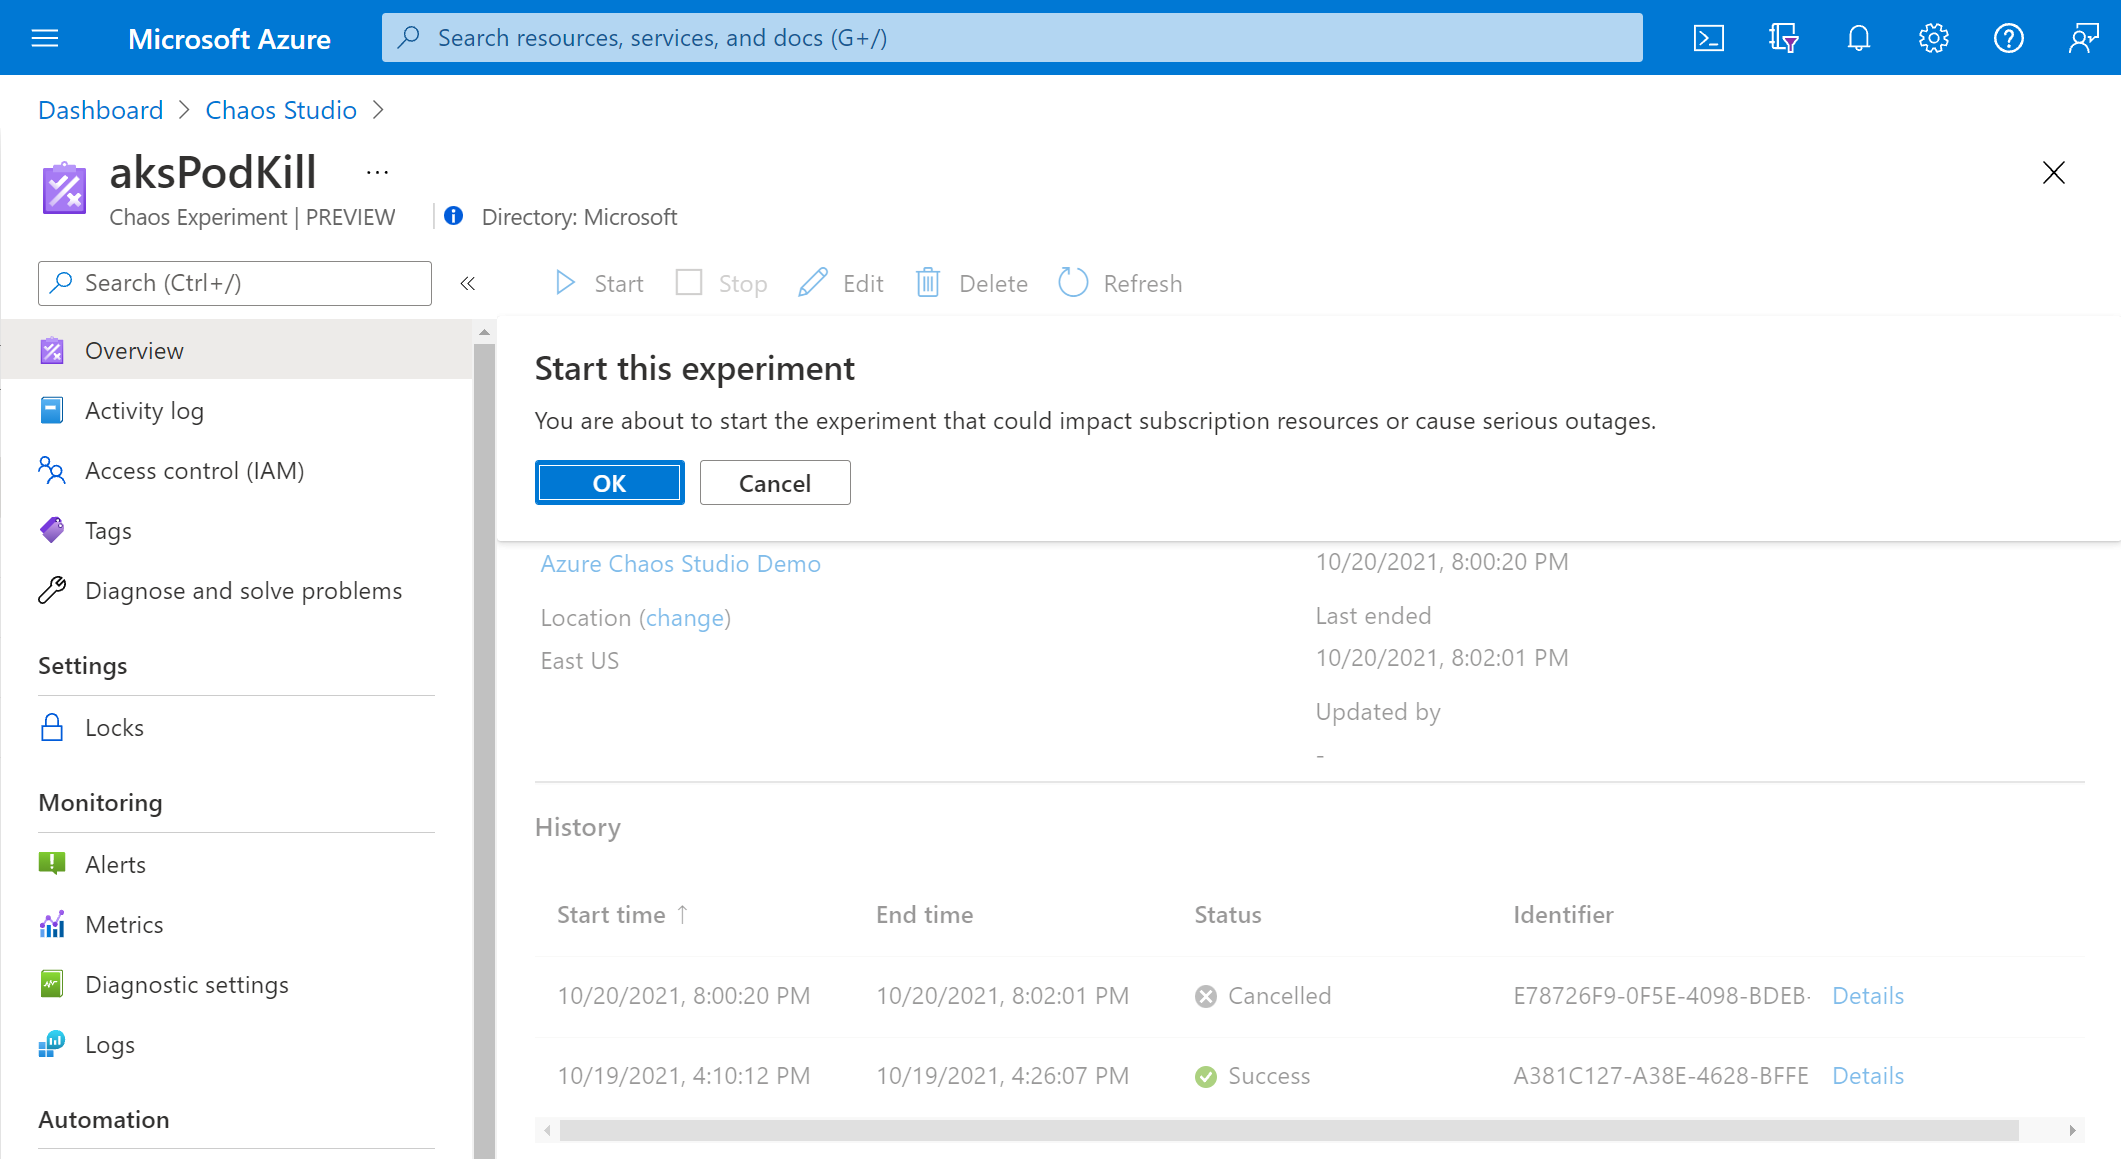 Microsoft Azure
Search resources, services, and docs (G+/)
Dashboard > Chaos Studio >
aksPodKill ...
Chaos Experiment | PREVIEW
Directory: Microsoft
Search (Ctrl+/)
«
Start
Stop
Edit
Delete
Refresh
Overview
Activity log
Access control (IAM)
Tags
Diagnose and solve problems
Settings
Locks
Monitoring
Alerts
Metrics
Diagnostic settings
Logs
Automation
Start this experiment
You are about to start the experiment that could impact subscription resources or cause serious outages.
OK
Cancel
Azure Chaos Studio Demo
Location (change)
East US
10/20/2021, 8:00:20 PM
Last ended
10/20/2021, 8:02:01 PM
Updated by
-
History
Start time ↑ End time Status Identifier
10/20/2021, 8:00:20 PM 10/20/2021, 8:02:01 PM Cancelled E78726F9-0F5E-4098-BDEB- Details
10/19/2021, 4:10:12 PM 10/19/2021, 4:26:07 PM Success A381C127-A38E-4628-BFFE Details